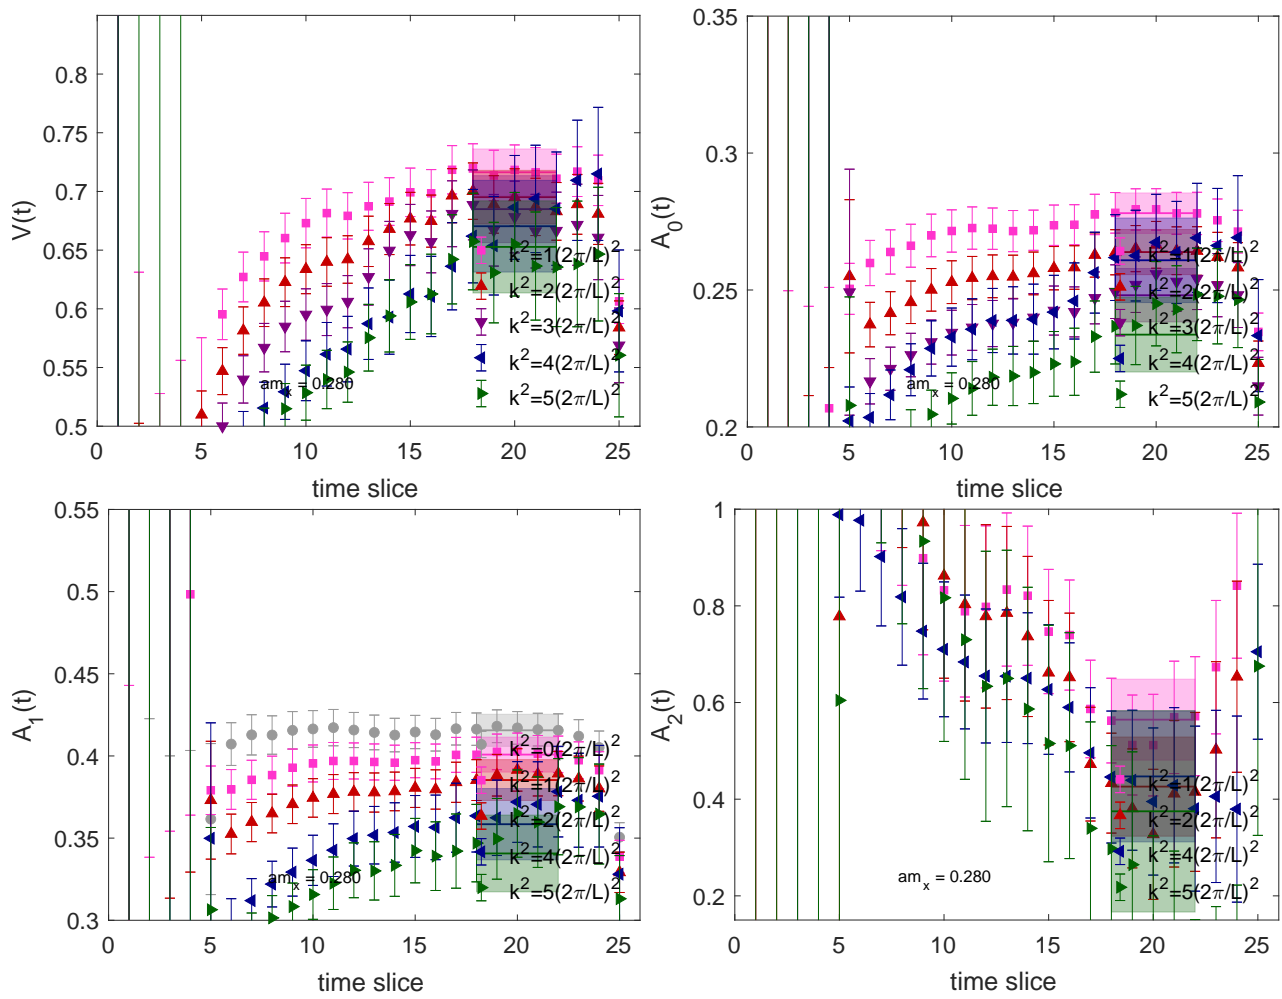 V(t)
0.8
0.75
0.7
0.65
0.6
0.55
0.5
0 5 10 15 20 25
time slice
k²=1(2π/L)²
k²=2(2π/L)²
k²=3(2π/L)²
k²=4(2π/L)²
k²=5(2π/L)²
am = 0.280
A₀(t)
0.35
0.3
0.25
0.2
0 5 10 15 20 25
time slice
k²=1(2π/L)²
k²=2(2π/L)²
k²=3(2π/L)²
k²=4(2π/L)²
k²=5(2π/L)²
amₓ = 0.280
A₁(t)
0.55
0.5
0.45
0.4
0.35
0.3
0 5 10 15 20 25
time slice
k²=0(2π/L)²
k²=1(2π/L)²
k²=2(2π/L)²
k²=4(2π/L)²
k²=5(2π/L)²
amₓ = 0.280
A₂(t)
1
0.8
0.6
0.4
0.2
0 5 10 15 20 25
time slice
k²=1(2π/L)²
k²=2(2π/L)²
k²=4(2π/L)²
k²=5(2π/L)²
amₓ = 0.280